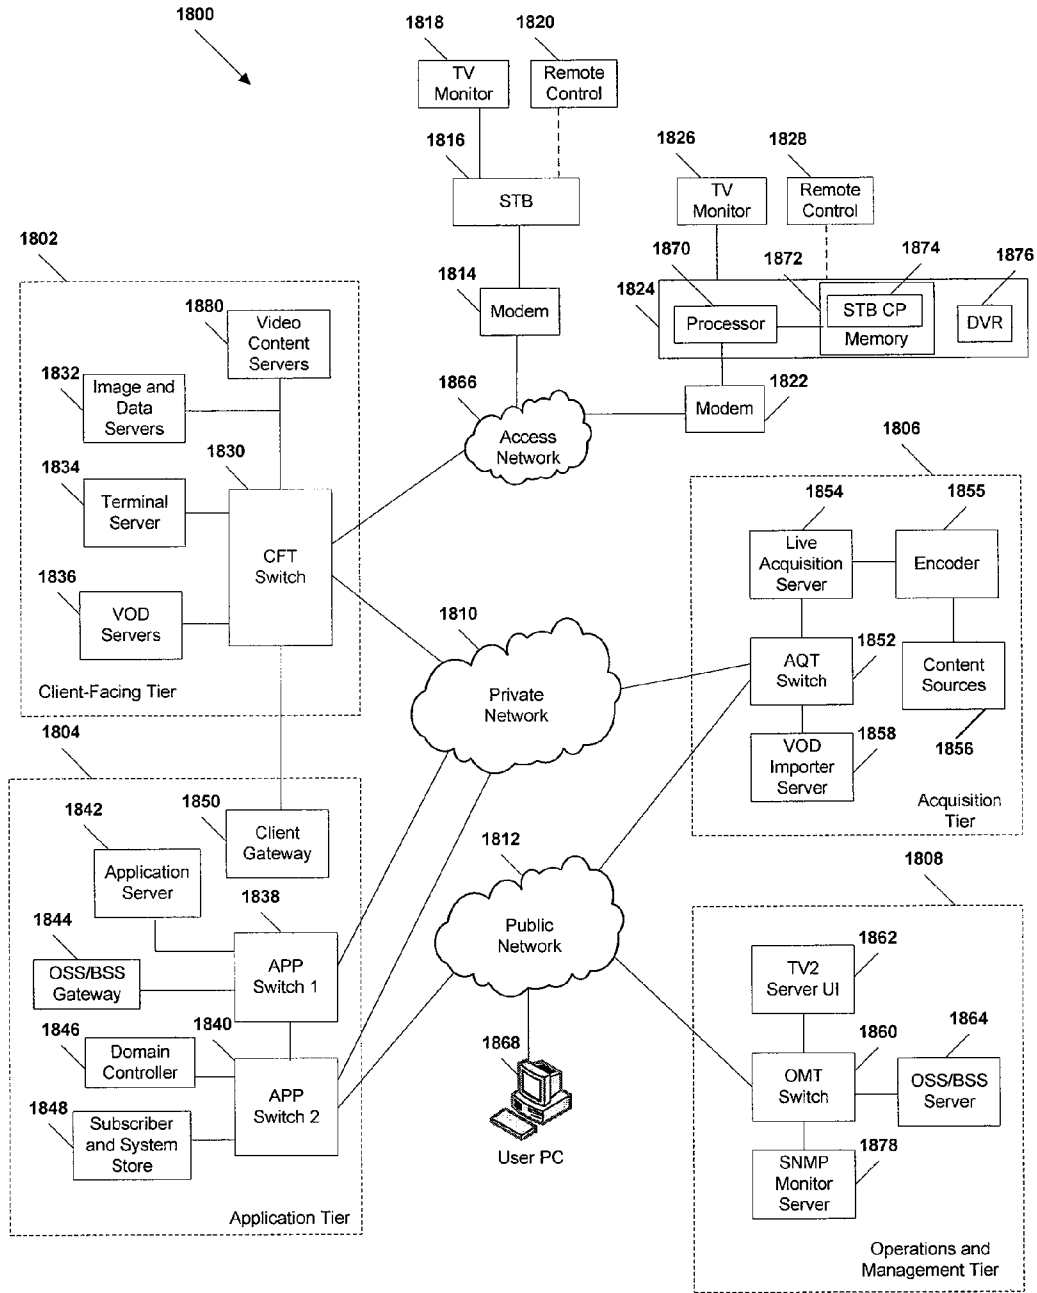 1800
1818
1820
TV
Monitor
Remote
Control
1816
STB
1826
1828
TV
Monitor
Remote
Control
1802
1814
Modem
1870
1872
1874
1876
1824
Processor
STB CP
Memory
DVR
1880
Video
Content
Servers
1832
Image and
Data
Servers
1866
Access
Network
Modem
1822
1834
Terminal
Server
1830
CFT
Switch
1836
VOD
Servers
Client-Facing Tier
1806
1854
1855
Live
Acquisition
Server
Encoder
1810
Private
Network
AQT
Switch
1852
Content
Sources
1856
VOD
Importer
Server
1858
Acquisition
Tier
1804
1842
1850
Client
Gateway
Application
Server
1838
1844
OSS/BSS
Gateway
APP
Switch 1
1846
1840
Domain
Controller
APP
Switch 2
1848
Subscriber
and System
Store
Application Tier
1812
Public
Network
1868
User PC
1808
1862
TV2
Server UI
1860
1864
OMT
Switch
OSS/BSS
Server
SNMP
Monitor
Server
1878
Operations and
Management Tier